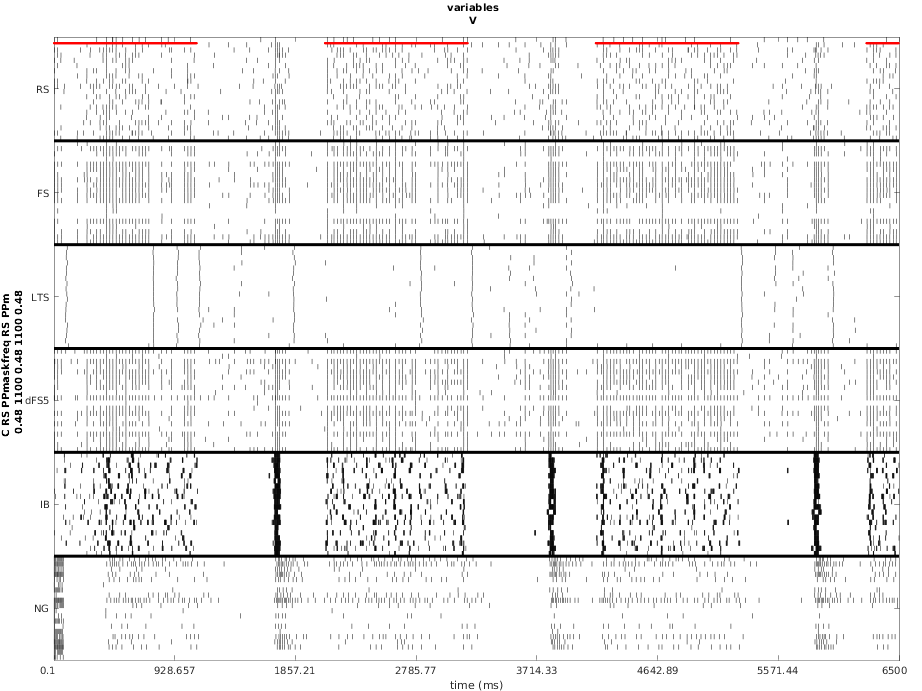 variables
V
C RS PPmaskfreq RS PPm
0.48 1100 0.48 1100 0.48
RS
FS
LTS
dFS5
IB
NG
0.1 928.657 1857.21 2785.77 3714.33 4642.89 5571.44 6500
time (ms)